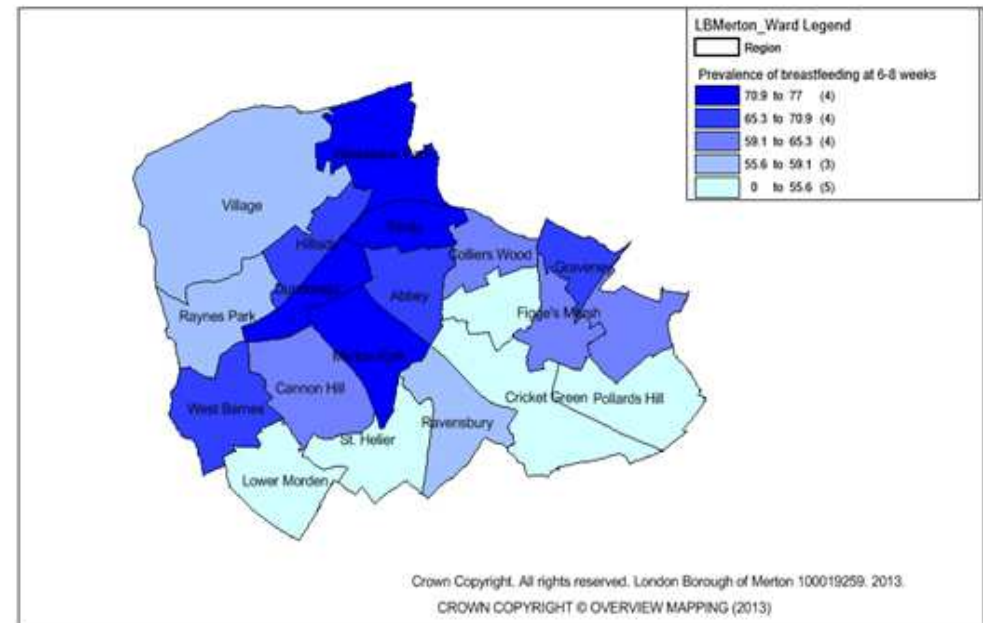 LBMerton_Ward Legend
Region
Prevalence of breastfeeding at 6-8 weeks
70.9 to 77 (4)
65.3 to 70.9 (4)
59.1 to 65.3 (4)
55.6 to 59.1 (3)
0 to 55.6 (5)
Village
Hillside
Colliers Wood
Graveney
Abbey
Raynes Park
Figge's Marsh
Merton Park
Cannon Hill
Cricket Green
Pollards Hill
West Barnes
Ravensbury
St. Helier
Lower Morden
Crown Copyright. All rights reserved. London Borough of Merton 100019259. 2013.
CROWN COPYRIGHT © OVERVIEW MAPPING (2013)